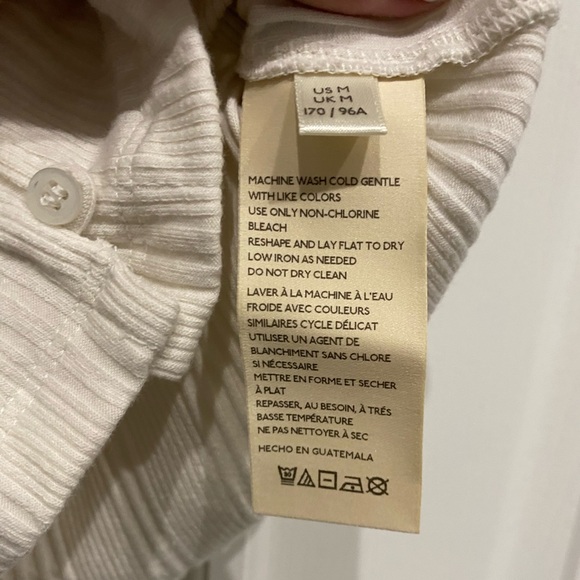 US M
UK M
170 / 96A
MACHINE WASH COLD GENTLE
WITH LIKE COLORS
USE ONLY NON-CHLORINE
BLEACH
RESHAPE AND LAY FLAT TO DRY
LOW IRON AS NEEDED
DO NOT DRY CLEAN
LAVER À LA MACHINE À L'EAU
FROIDE AVEC COULEURS
SIMILAIRES CYCLE DÉLICAT
UTILISER UN AGENT DE
BLANCHIMENT SANS CHLORE
SI NÉCESSAIRE
METTRE EN FORME ET SECHER
À PLAT
REPASSER, AU BESOIN, À TRÉS
BASSE TEMPÉRATURE
NE PAS NETTOYER À SEC
HECHO EN GUATEMALA